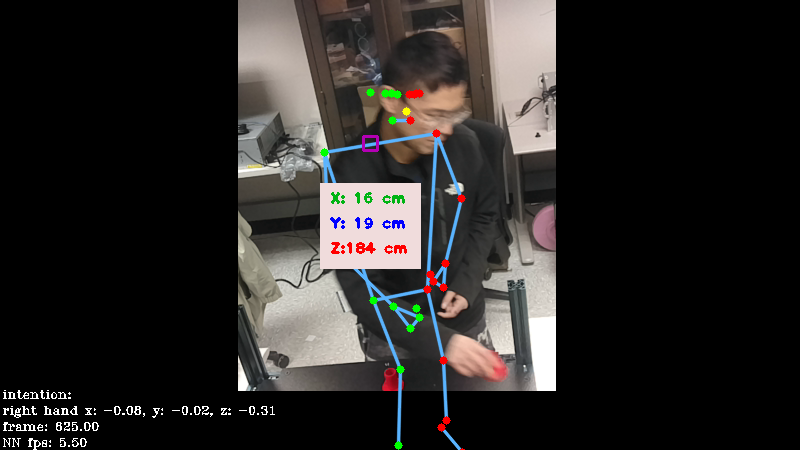 X: 16 cm
Y: 19 cm
Z:184 cm
intention:
right hand x: -0.08, y: -0.02, z: -0.31
frame: 625.00
NN fps: 5.50